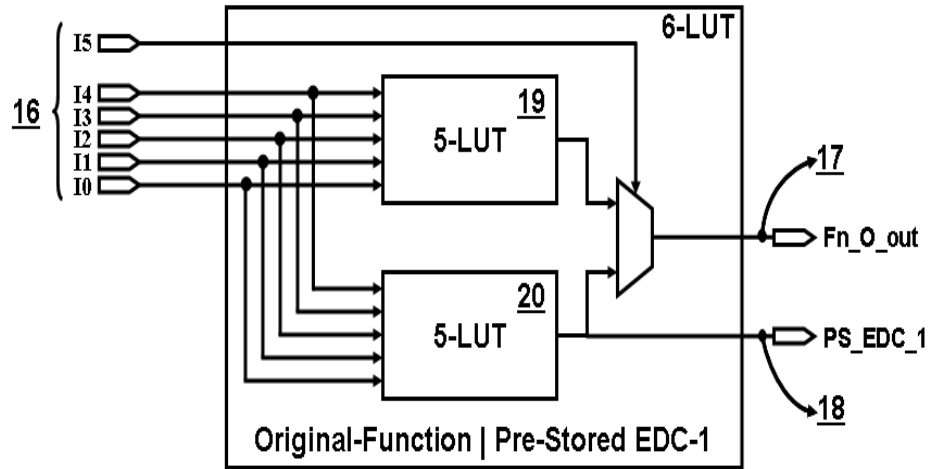 6-LUT
16
I5
I4
I3
I2
I1
I0
19
5-LUT
17
Fn_O_out
20
5-LUT
PS_EDC_1
18
Original-Function | Pre-Stored EDC-1